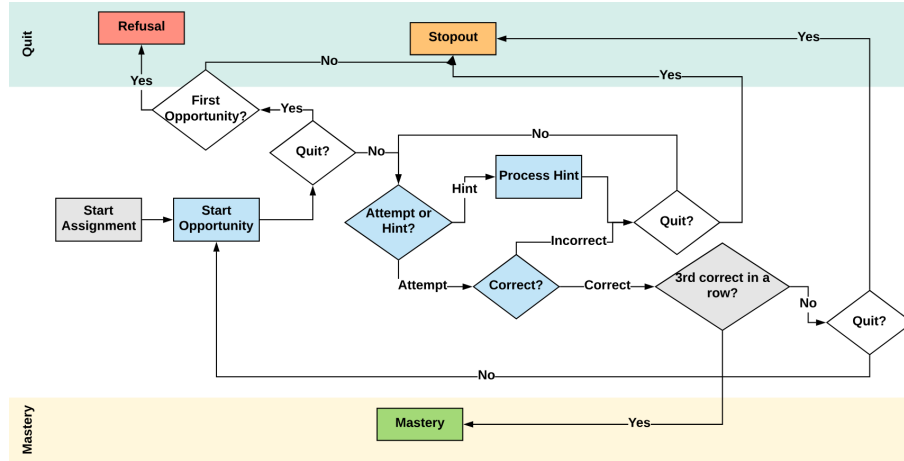 Quit
Refusal
Stopout
Yes
No
Yes
Yes
First
Opportunity?
Yes
Quit?
No
No
Hint
Process Hint
Start
Assignment
Start
Opportunity
Attempt or
Hint?
Quit?
Incorrect
Attempt
Correct?
Correct
3rd correct in a
row?
No
Quit?
No
Mastery
Mastery
Yes